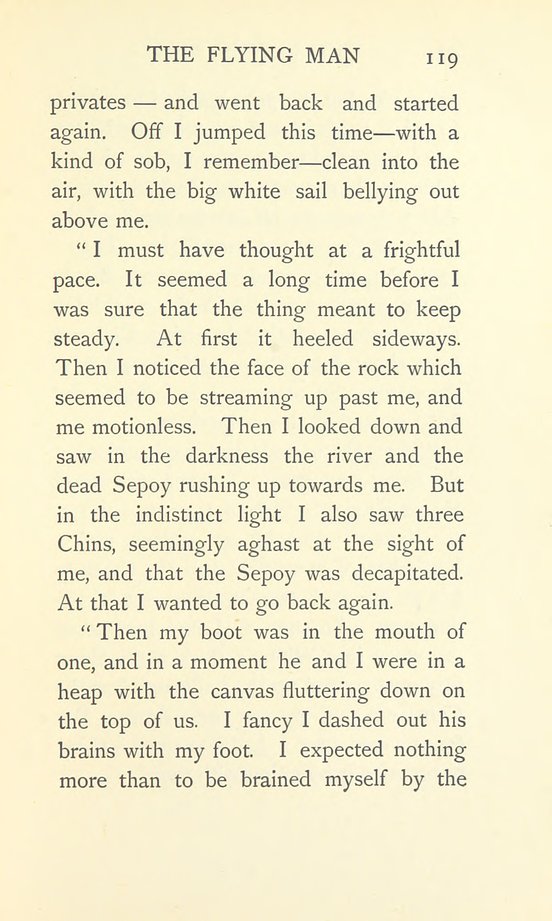 THE FLYING MAN 119
privates — and went back and started
again. Off I jumped this time—with a
kind of sob, I remember—clean into the
air, with the big white sail bellying out
above me.
“ I must have thought at a frightful
pace. It seemed a long time before I
was sure that the thing meant to keep
steady. At first it heeled sideways.
Then I noticed the face of the rock which
seemed to be streaming up past me, and
me motionless. Then I looked down and
saw in the darkness the river and the
dead Sepoy rushing up towards me. But
in the indistinct light I also saw three
Chins, seemingly aghast at the sight of
me, and that the Sepoy was decapitated.
At that I wanted to go back again.
“ Then my boot was in the mouth of
one, and in a moment he and I were in a
heap with the canvas fluttering down on
the top of us. I fancy I dashed out his
brains with my foot. I expected nothing
more than to be brained myself by the